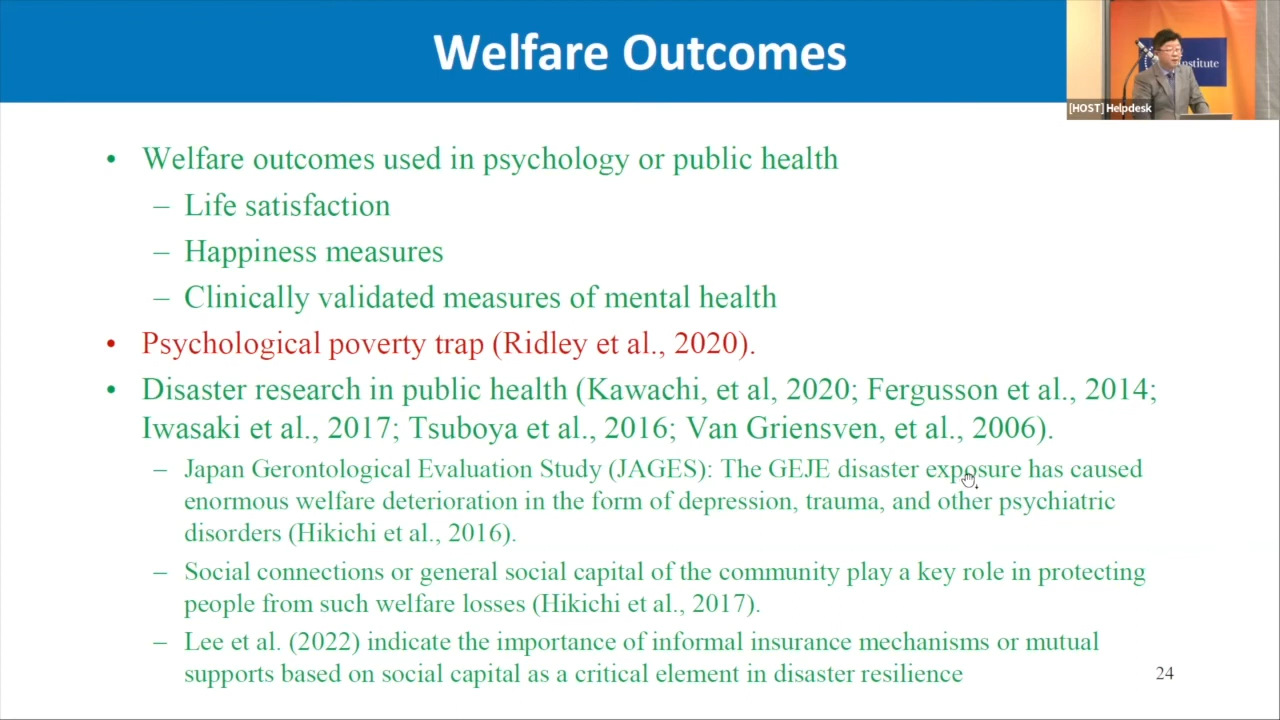 Welfare Outcomes
nstitute
[HOST] Helpdesk
• Welfare outcomes used in psychology or public health
– Life satisfaction
– Happiness measures
– Clinically validated measures of mental health
• Psychological poverty trap (Ridley et al., 2020).
• Disaster research in public health (Kawachi, et al, 2020; Fergusson et al., 2014;
Iwasaki et al., 2017; Tsuboya et al., 2016; Van Griensven, et al., 2006).
– Japan Gerontological Evaluation Study (JAGES): The GEJE disaster exposure has caused
enormous welfare deterioration in the form of depression, trauma, and other psychiatric
disorders (Hikichi et al., 2016).
– Social connections or general social capital of the community play a key role in protecting
people from such welfare losses (Hikichi et al., 2017).
– Lee et al. (2022) indicate the importance of informal insurance mechanisms or mutual
supports based on social capital as a critical element in disaster resilience
24